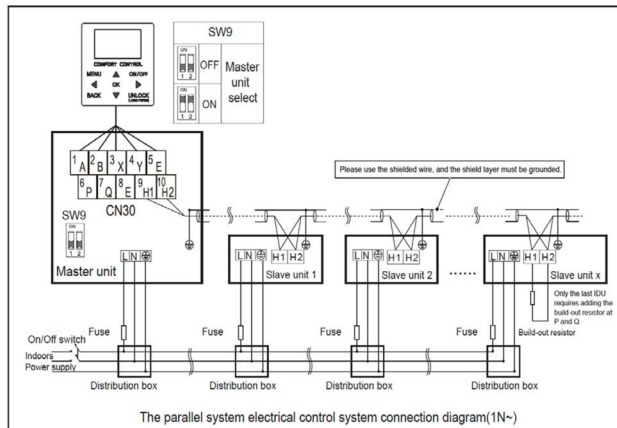 SW9
ON
1 2
OFF
Master unit select
ON
1 2
ON
COMFORT CONTROL
MENU
ON/OFF
OK
BACK
UNLOCK
1 A
2 B
3 X
4 Y
5 E
6 P
7 Q
8 E
9 H1
10 H2
CN30
SW9
ON
1 2
Master unit
L N
Please use the shielded wire, and the shield layer must be grounded.
L N
H1 H2
Slave unit 1
L N
H1 H2
Slave unit 2
......
L N
H1 H2
Slave unit x
Only the last IDU
requires adding the
build-out resistor at
P and Q.
Build-out resistor
Fuse
Fuse
Fuse
Fuse
On/Off switch
Indoors
Power supply
Distribution box
Distribution box
Distribution box
Distribution box
The parallel system electrical control system connection diagram(1N~)